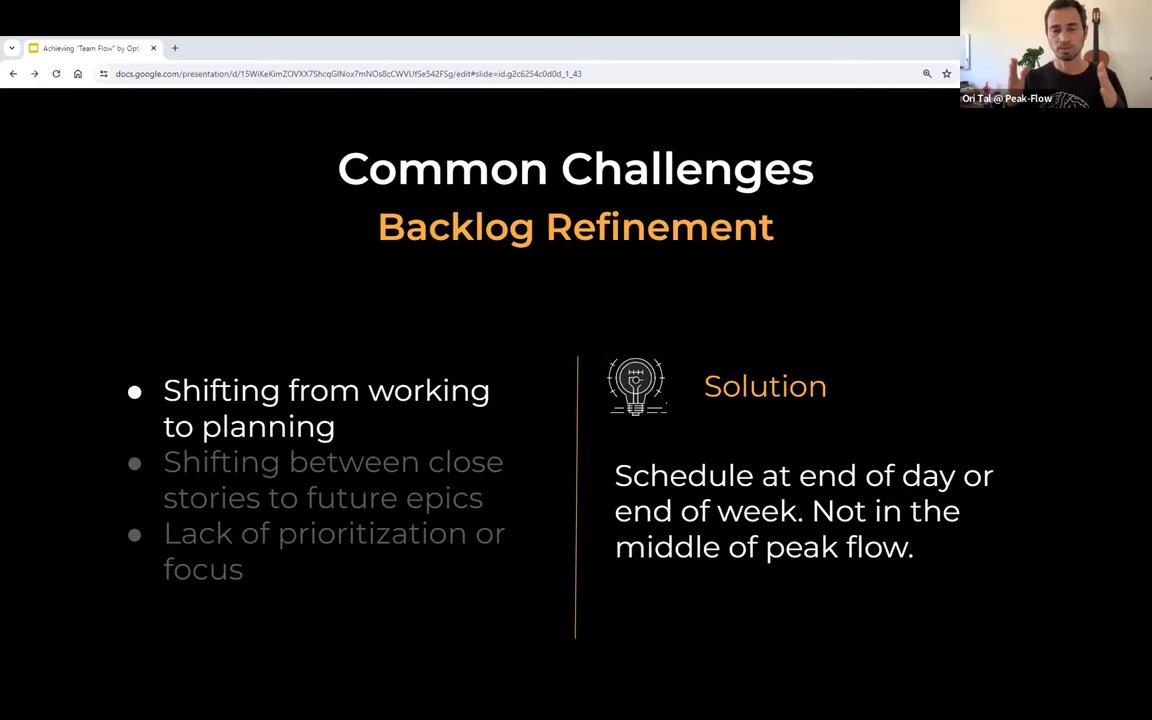 Achieving "Team Flow" by Opti
docs.google.com/presentation/d/15WiKeKimZOVXX7ShcqGlNox7mNOs8cCWVUfSe542FSg/edit#slide=id.g2c6254c0d0d_1_43
Ori Tal @ Peak-Flow
Common Challenges
Backlog Refinement
● Shifting from working
to planning
● Shifting between close
stories to future epics
● Lack of prioritization or
focus
Solution
Schedule at end of day or
end of week. Not in the
middle of peak flow.